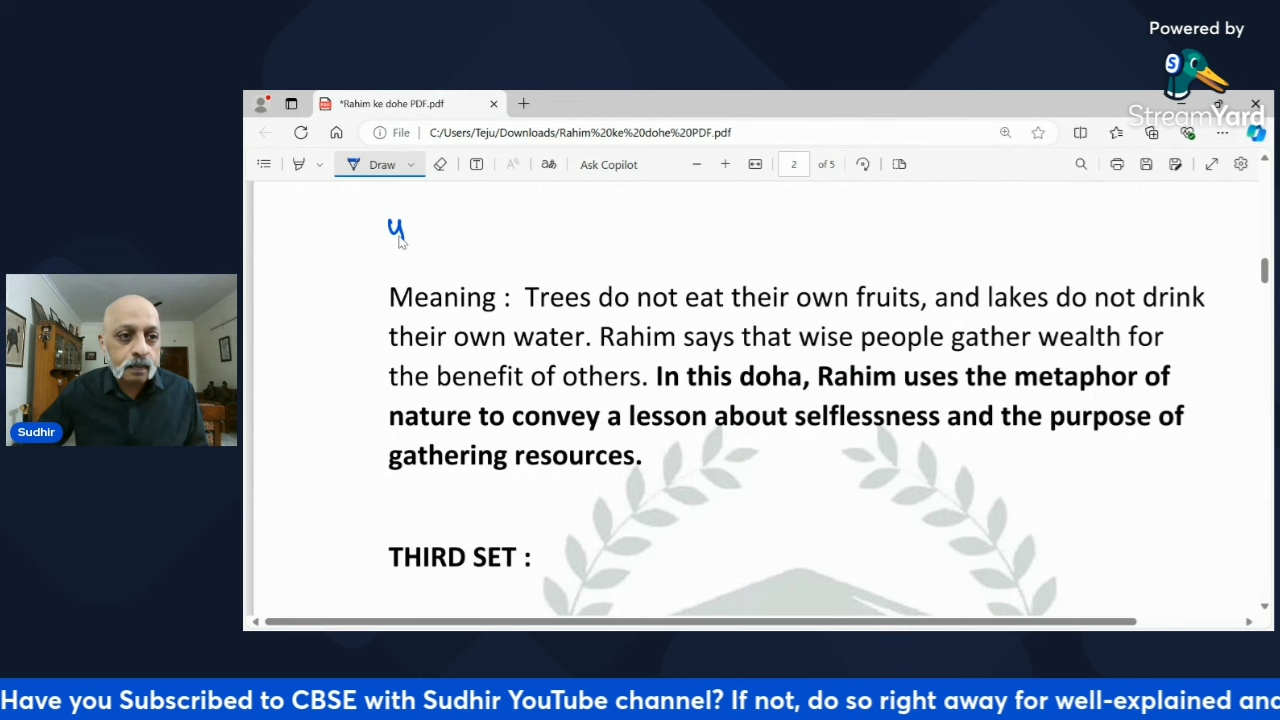 Powered by
S
StreamYard
*Rahim ke dohe PDF.pdf
File
C:/Users/Teju/Downloads/Rahim%20ke%20dohe%20PDF.pdf
Draw
Ask Copilot
2
of 5
Meaning : Trees do not eat their own fruits, and lakes do not drink
their own water. Rahim says that wise people gather wealth for
the benefit of others. In this doha, Rahim uses the metaphor of
nature to convey a lesson about selflessness and the purpose of
gathering resources.
THIRD SET :
Sudhir
Have you Subscribed to CBSE with Sudhir YouTube channel? If not, do so right away for well-explained and